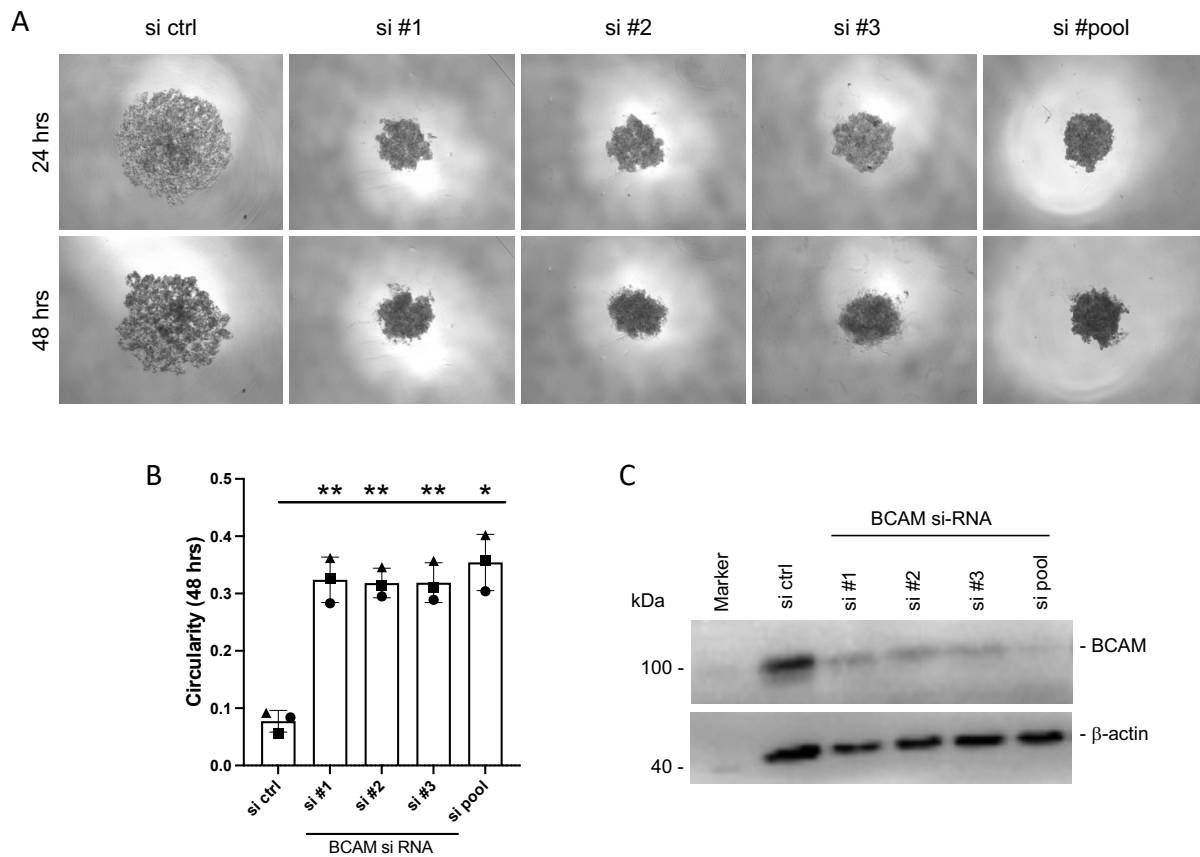 A
si ctrl si #1 si #2 si #3 si #pool
24 hrs
48 hrs
B
Circularity (48 hrs)
0.5
0.4
0.3
0.2
0.1
0.0
** ** ** *
si ctrl si #1 si #2 si #3 si pool
BCAM si RNA
C
BCAM si-RNA
kDa Marker si ctrl si #1 si #2 si #3 si pool
100 - - BCAM
40 - - β-actin